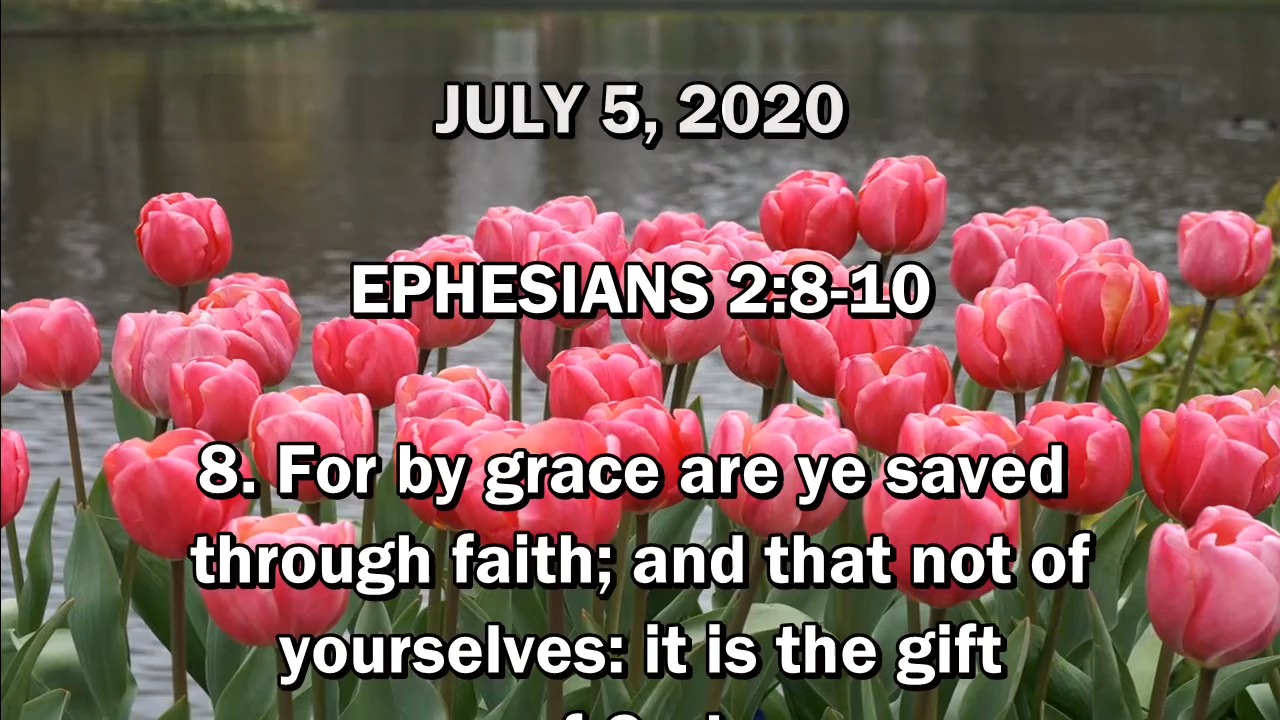 JULY 5, 2020
EPHESIANS 2:8-10
8. For by grace are ye saved
through faith; and that not of
yourselves: it is the gift